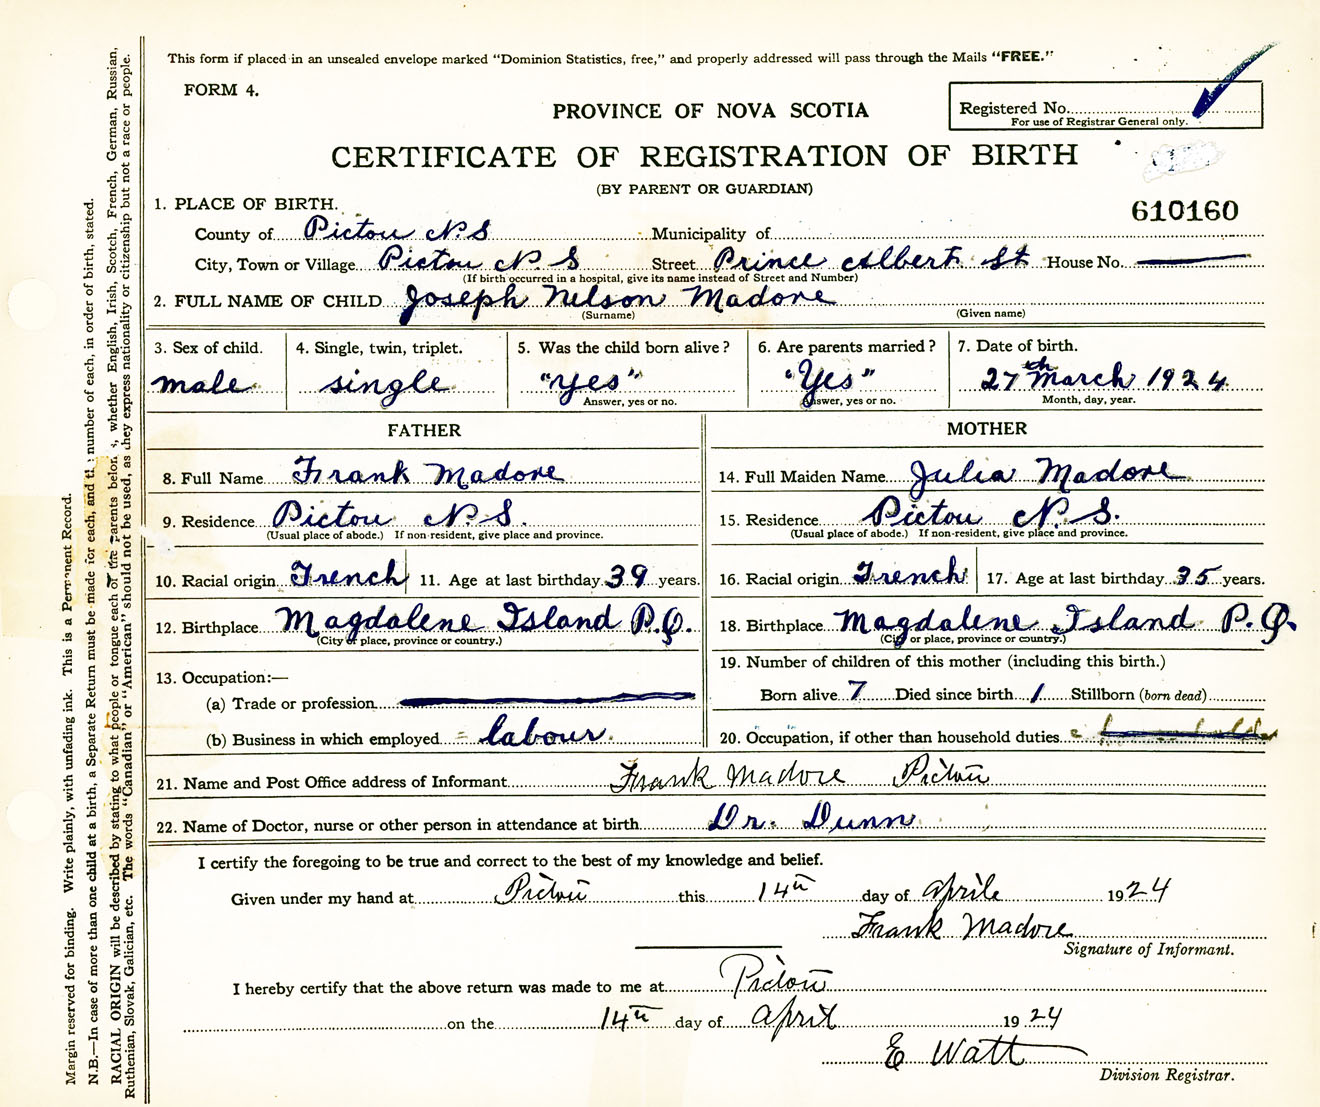 This form if placed in an unsealed envelope marked "Dominion Statistics, free," and properly addressed will pass through the Mails "FREE."
FORM 4.
PROVINCE OF NOVA SCOTIA
Registered No.
For use of Registrar General only.
CERTIFICATE OF REGISTRATION OF BIRTH
(BY PARENT OR GUARDIAN)
610160
1. PLACE OF BIRTH.
County of Pictou N.S Municipality of
City, Town or Village Pictou N.S Street Prince Albert St House No.
(If birth occurred in a hospital, give its name instead of Street and Number)
2. FULL NAME OF CHILD Joseph Nelson Madore
(Surname) (Given name)
3. Sex of child. 4. Single, twin, triplet. 5. Was the child born alive? 6. Are parents married? 7. Date of birth.
male single "yes" "Yes" 27th March 1924
Answer, yes or no. Answer, yes or no. Month, day, year.
FATHER MOTHER
8. Full Name Frank Madore 14. Full Maiden Name Julia Madore
9. Residence Pictou N.S. 15. Residence Pictou N.S.
(Usual place of abode.) If non-resident, give place and province. (Usual place of abode.) If non-resident, give place and province.
10. Racial origin French 11. Age at last birthday 39 years. 16. Racial origin French 17. Age at last birthday 35 years.
12. Birthplace Magdalene Island P.Q. 18. Birthplace Magdalene Island P.Q.
(City or place, province or country.) (City or place, province or country.)
13. Occupation:— 19. Number of children of this mother (including this birth.)
(a) Trade or profession Born alive 7 Died since birth 1 Stillborn (born dead)
(b) Business in which employed labour 20. Occupation, if other than household duties
21. Name and Post Office address of Informant Frank Madore Pictou
22. Name of Doctor, nurse or other person in attendance at birth Dr. Dunn
I certify the foregoing to be true and correct to the best of my knowledge and belief.
Given under my hand at Pictou this 14th day of Aprile 1924
Frank Madore
Signature of Informant.
I hereby certify that the above return was made to me at Pictou
on the 14th day of April 1924
E Watt
Division Registrar.
Margin reserved for binding. Write plainly, with unfading ink. This is a Permanent Record.
N.B.—In case of more than one child at a birth, a Separate Return must be made for each, and the number of each, in order of birth, stated.
RACIAL ORIGIN will be described by stating to what people or tongue each of the parents belongs, whether English, Irish, Scotch, French, German, Russian,
Ruthenian, Slovak, Galician, etc. The words "Canadian" or "American" should not be used, as they express nationality or citizenship but not a race or people.